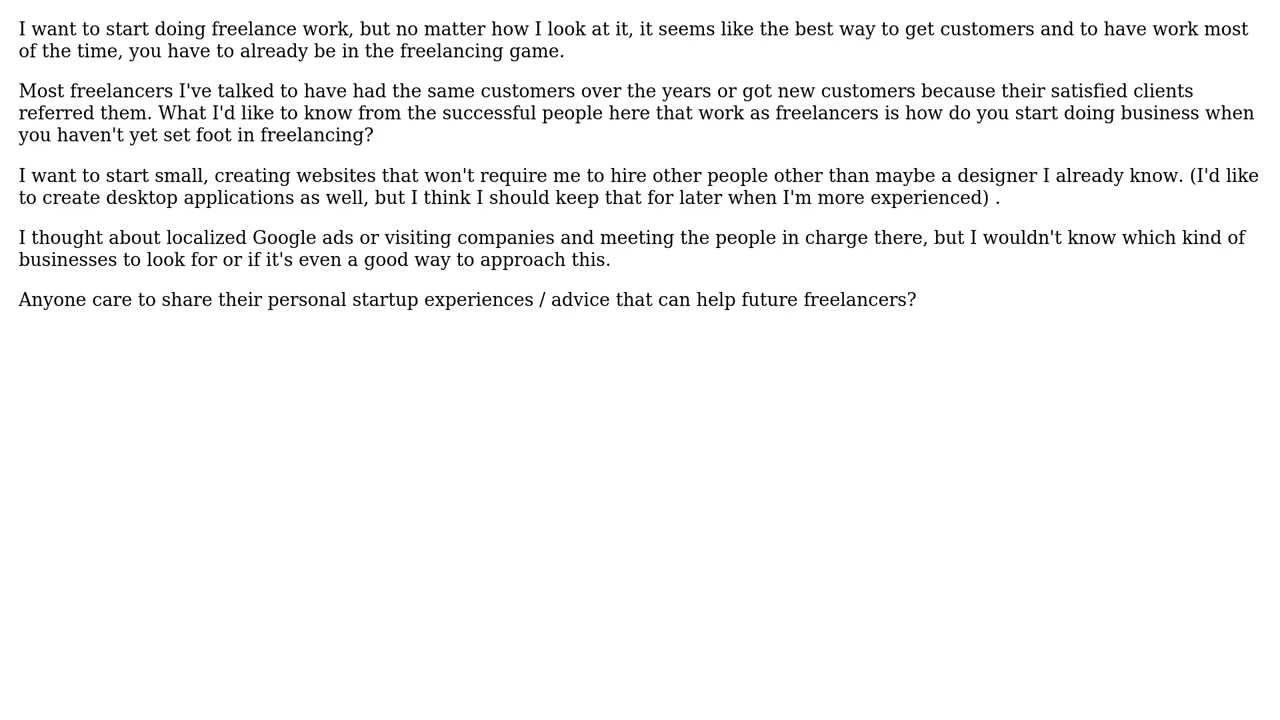 I want to start doing freelance work, but no matter how I look at it, it seems like the best way to get customers and to have work most
of the time, you have to already be in the freelancing game.
Most freelancers I've talked to have had the same customers over the years or got new customers because their satisfied clients
referred them. What I'd like to know from the successful people here that work as freelancers is how do you start doing business when
you haven't yet set foot in freelancing?
I want to start small, creating websites that won't require me to hire other people other than maybe a designer I already know. (I'd like
to create desktop applications as well, but I think I should keep that for later when I'm more experienced) .
I thought about localized Google ads or visiting companies and meeting the people in charge there, but I wouldn't know which kind of
businesses to look for or if it's even a good way to approach this.
Anyone care to share their personal startup experiences / advice that can help future freelancers?